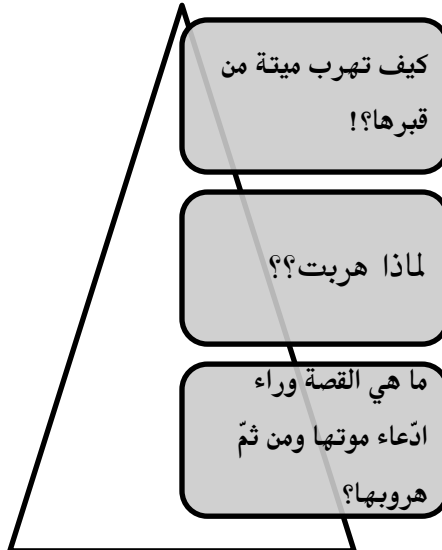 كيف تهرب ميتة من
قبرها؟!
لماذا هربت؟؟
ما هي القصة وراء
ادّعاء موتها ومن ثمّ
هروبها؟